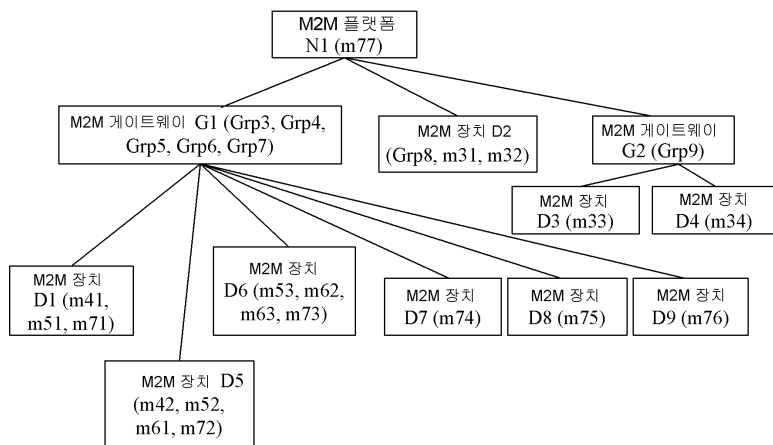 M2M 플랫폼
N1 (m77)
M2M 게이트웨이 G1 (Grp3, Grp4,
Grp5, Grp6, Grp7)
M2M 장치 D2
(Grp8, m31, m32)
M2M 게이트웨이
G2 (Grp9)
M2M 장치
D3 (m33)
M2M 장치
D4 (m34)
M2M 장치
D1 (m41,
m51, m71)
M2M 장치
D6 (m53, m62,
m63, m73)
M2M 장치
D7 (m74)
M2M 장치
D8 (m75)
M2M 장치
D9 (m76)
M2M 장치 D5
(m42, m52,
m61, m72)